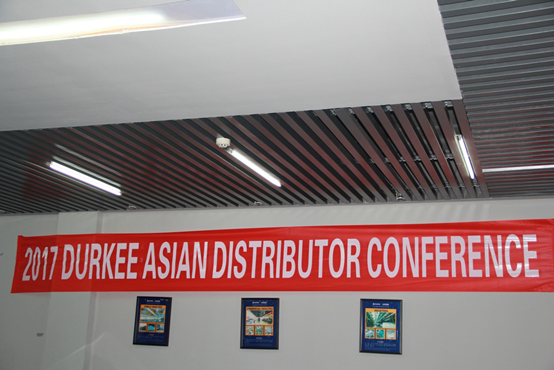 2017 DURKEE ASIAN DISTRIBUTOR CONFERENCE